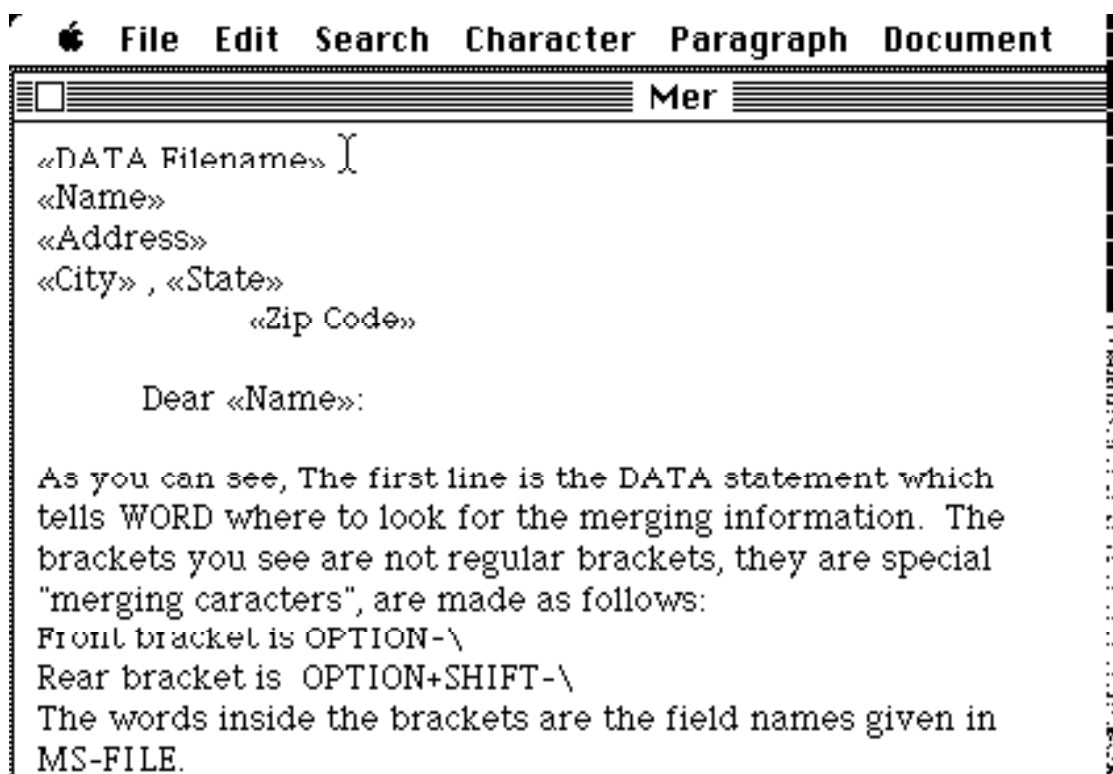 File Edit Search Character Paragraph Document
Mer
«DATA Filename»
«Name»
«Address»
«City» , «State»
«Zip Code»
Dear «Name»:
As you can see, The first line is the DATA statement which
tells WORD where to look for the merging information. The
brackets you see are not regular brackets, they are special
"merging caracters", are made as follows:
Front bracket is OPTION-\
Rear bracket is OPTION+SHIFT-\
The words inside the brackets are the field names given in
MS-FILE.